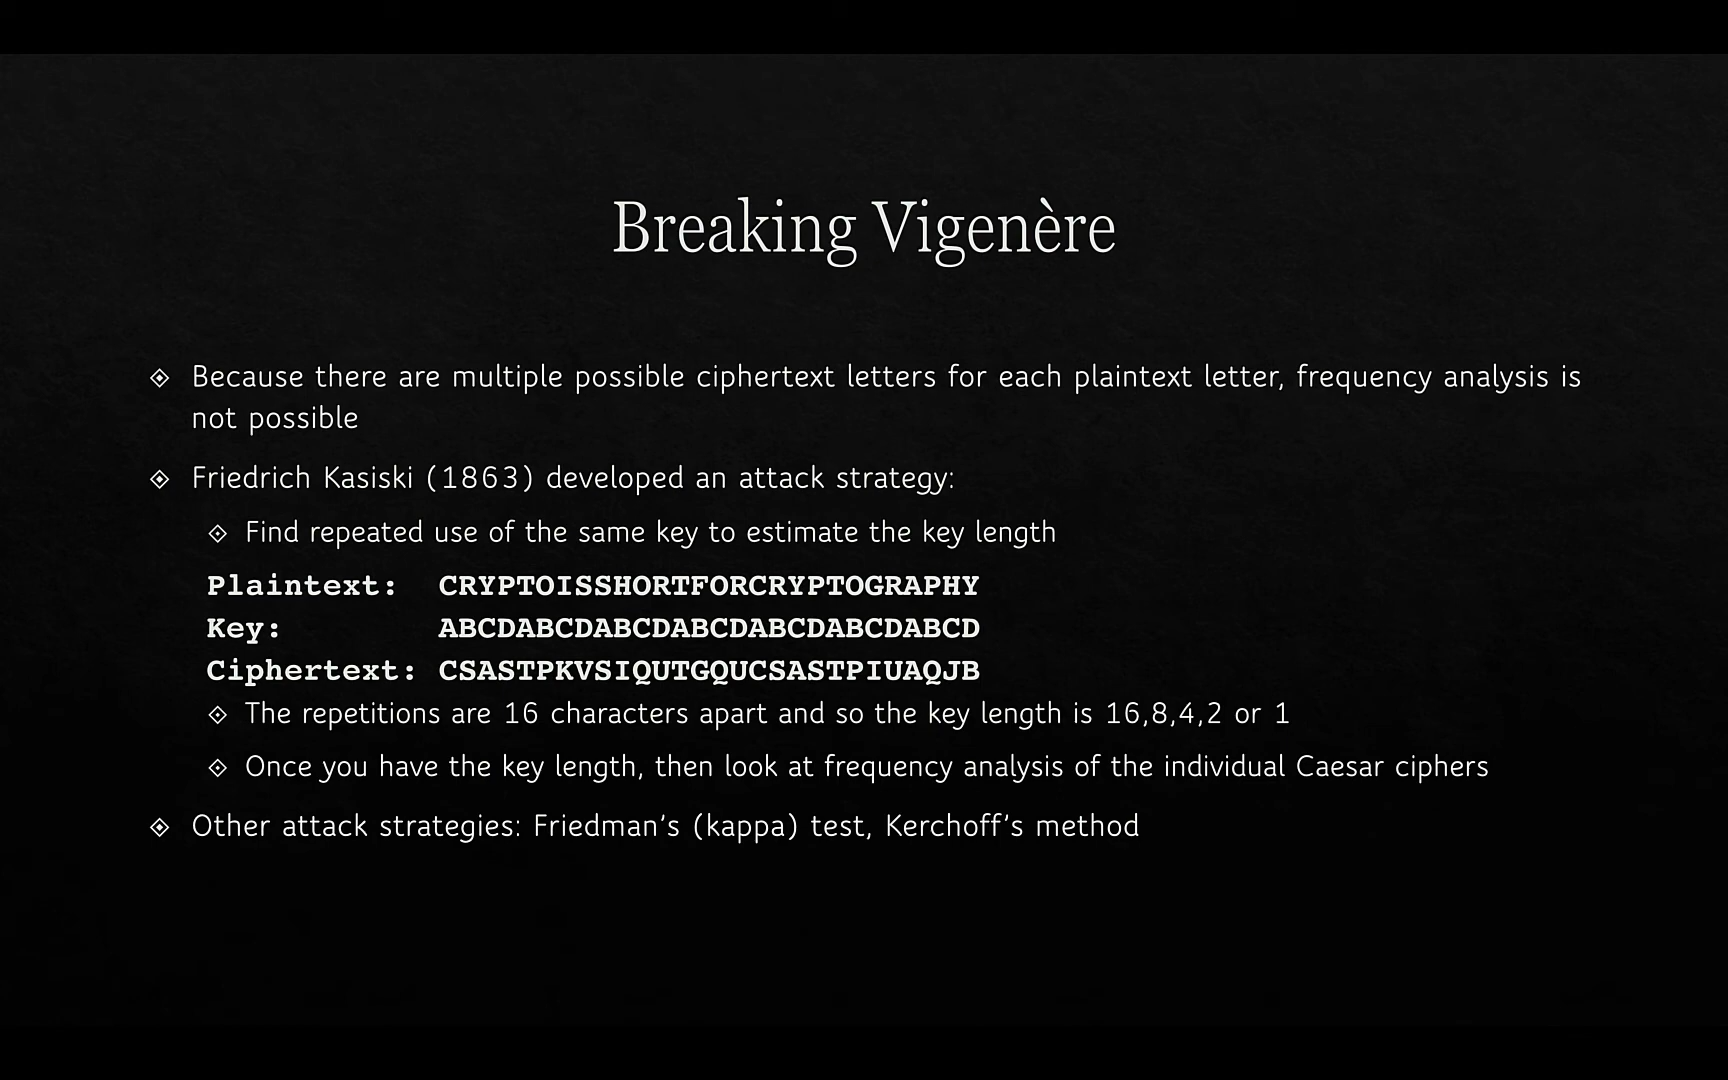 Breaking Vigenère
Because there are multiple possible ciphertext letters for each plaintext letter, frequency analysis is
not possible
Friedrich Kasiski (1863) developed an attack strategy:
Find repeated use of the same key to estimate the key length
Plaintext: CRYPTOISSHORTFORCRYPTOGRAPHY
Key: ABCDABCDABCDABCDABCDABCDABCD
Ciphertext: CSASTPKVSIQUTGQUCSASTPIUAQJB
The repetitions are 16 characters apart and so the key length is 16,8,4,2 or 1
Once you have the key length, then look at frequency analysis of the individual Caesar ciphers
Other attack strategies: Friedman’s (kappa) test, Kerchoff’s method